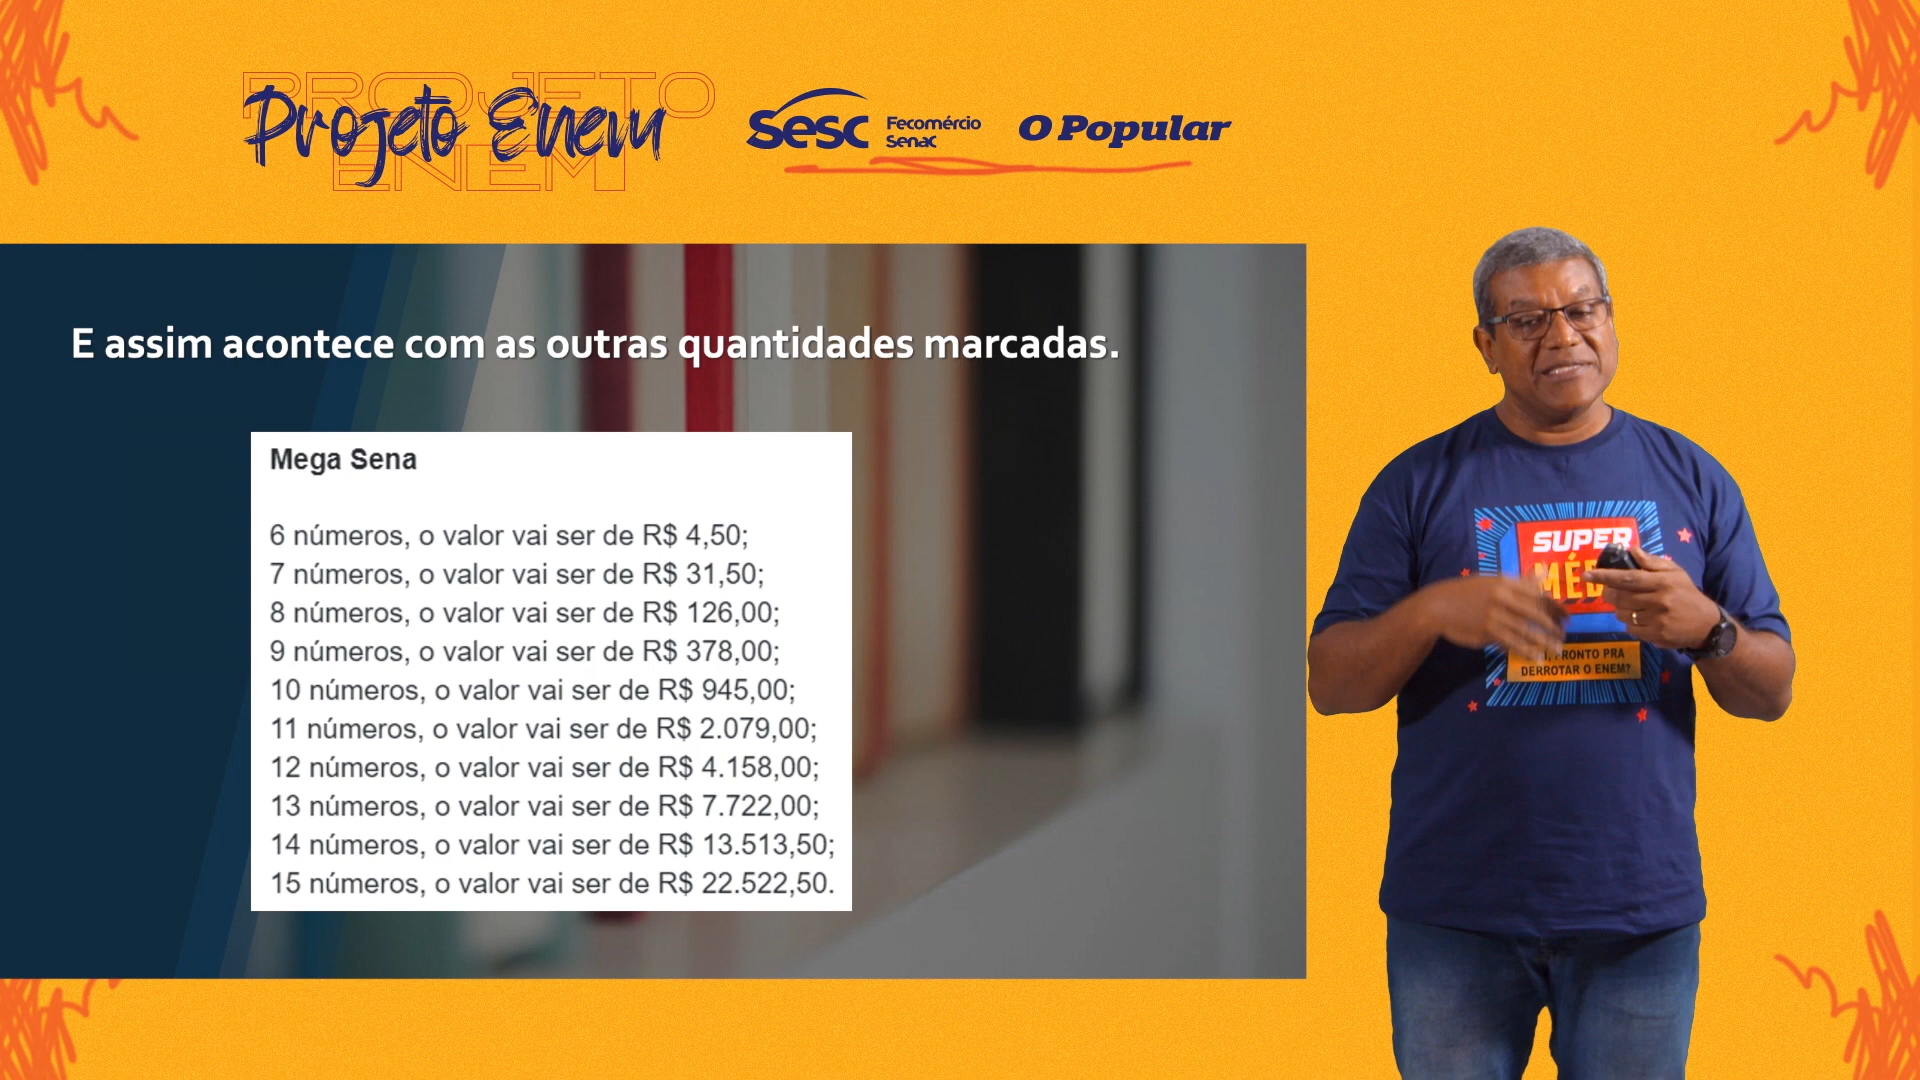 PROJETO
Projeto Enem
ENEM
Sesc
Fecomércio
Senac
O Popular
E assim acontece com as outras quantidades marcadas.
Mega Sena
6 números, o valor vai ser de R$ 4,50;
7 números, o valor vai ser de R$ 31,50;
8 números, o valor vai ser de R$ 126,00;
9 números, o valor vai ser de R$ 378,00;
10 números, o valor vai ser de R$ 945,00;
11 números, o valor vai ser de R$ 2.079,00;
12 números, o valor vai ser de R$ 4.158,00;
13 números, o valor vai ser de R$ 7.722,00;
14 números, o valor vai ser de R$ 13.513,50;
15 números, o valor vai ser de R$ 22.522,50.
SUPER
PRONTO PRA
DERROTAR O ENEM?